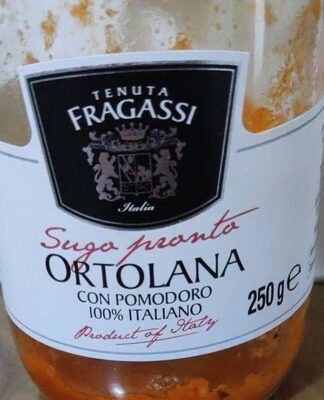 TENUTA
FRAGASSI
Italia
Sugo pronto
ORTOLANA
CON POMODORO
100% ITALIANO
250 g e
Product of Italy